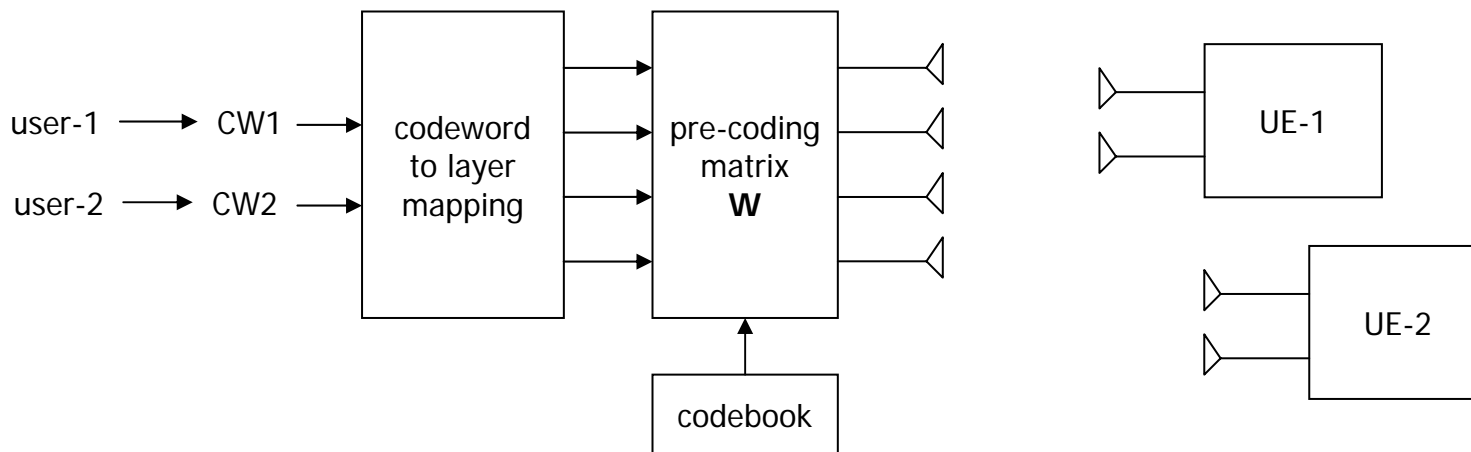 user-1
CW1
user-2
CW2
codeword
to layer
mapping
pre-coding
matrix
W
codebook
UE-1
UE-2